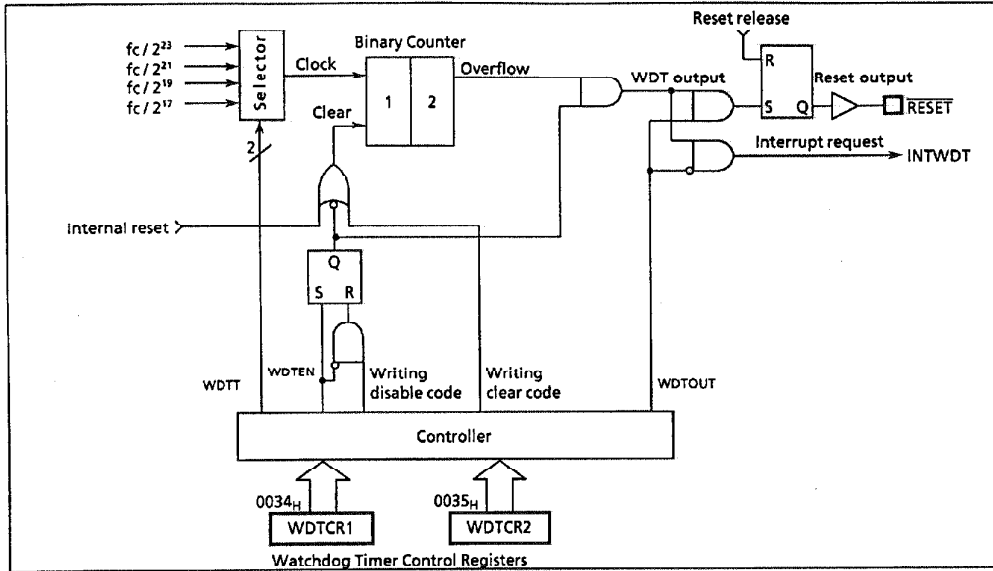 Reset release
fc / 2²³
fc / 2²¹
fc / 2¹⁹
fc / 2¹⁷
Selector
Clock
Binary Counter
1 2
Overflow
Clear
WDT output
R
S Q
Reset output
RESET
Interrupt request
INTWDT
2
Internal reset
Q
S R
WDTT
WDTEN
Writing
disable code
Writing
clear code
WDTOUT
Controller
0034H
WDTCR1
0035H
WDTCR2
Watchdog Timer Control Registers